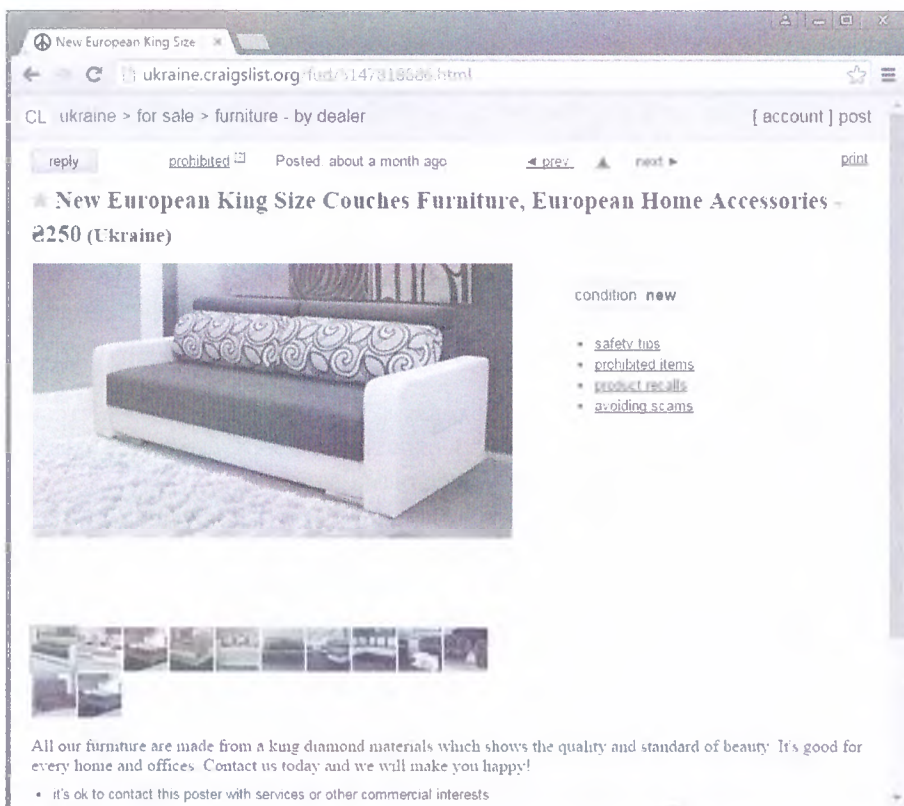 New European King Size ×
ukraine.craigslist.org
CL ukraine > for sale > furniture - by dealer [ account ] post
reply prohibited [?] Posted about a month ago ◄ prev ▲ next ► print
★ New European King Size Couches Furniture, European Home Accessories -
₴250 (Ukraine)
condition new
• safety tips
• prohibited items
• product recalls
• avoiding scams
All our furniture are made from a king diamond materials which shows the quality and standard of beauty. It's good for
every home and offices. Contact us today and we will make you happy!
• it's ok to contact this poster with services or other commercial interests